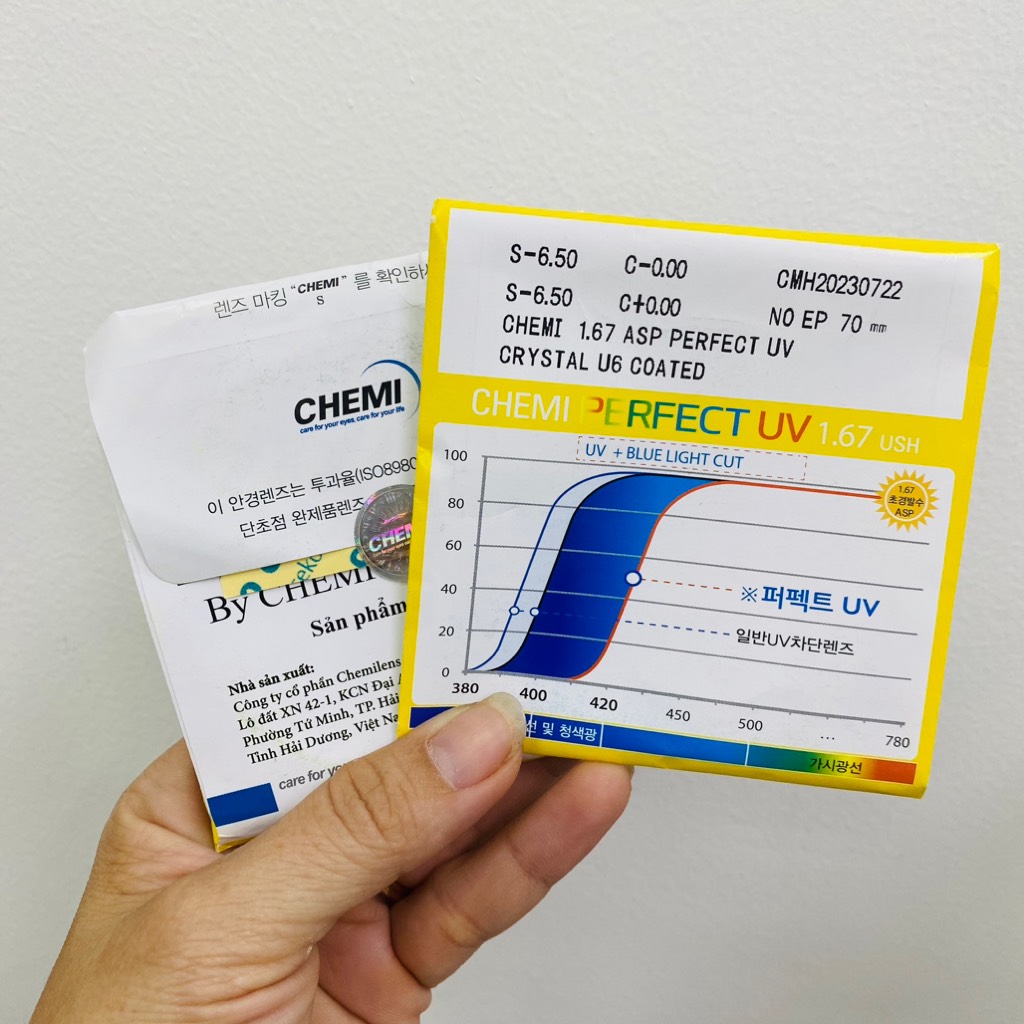 렌즈 마킹 "CHEMI" 를 확인하
S
CHEMI
care for your eyes, care for your life
이 안경렌즈는 투과율(ISO8980
단초점 완제품렌즈
CHEM
By CHEMI
Sản phẩm
Nhà sản xuất:
Công ty cổ phần Chemilens
Lô đất XN 42-1, KCN Đại
Phường Tứ Minh, TP. Hải
Tỉnh Hải Dương, Việt Na
care for yo
S-6.50 C-0.00 CMH20230722
S-6.50 C+0.00 NO EP 70 mm
CHEMI 1.67 ASP PERFECT UV
CRYSTAL U6 COATED
CHEMI PERFECT UV 1.67 USH
UV + BLUE LIGHT CUT
1.67
초경발수
ASP
100
80
60
40
20
0
※퍼펙트 UV
일반UV차단렌즈
380 400 420 450 500 ... 780
선 및 청색광
가시광선